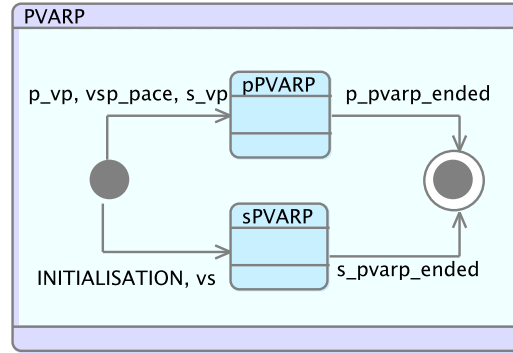 PVARP
p_vp, vsp_pace, s_vp
pPVARP
p_pvarp_ended
sPVARP
INITIALISATION, vs
s_pvarp_ended